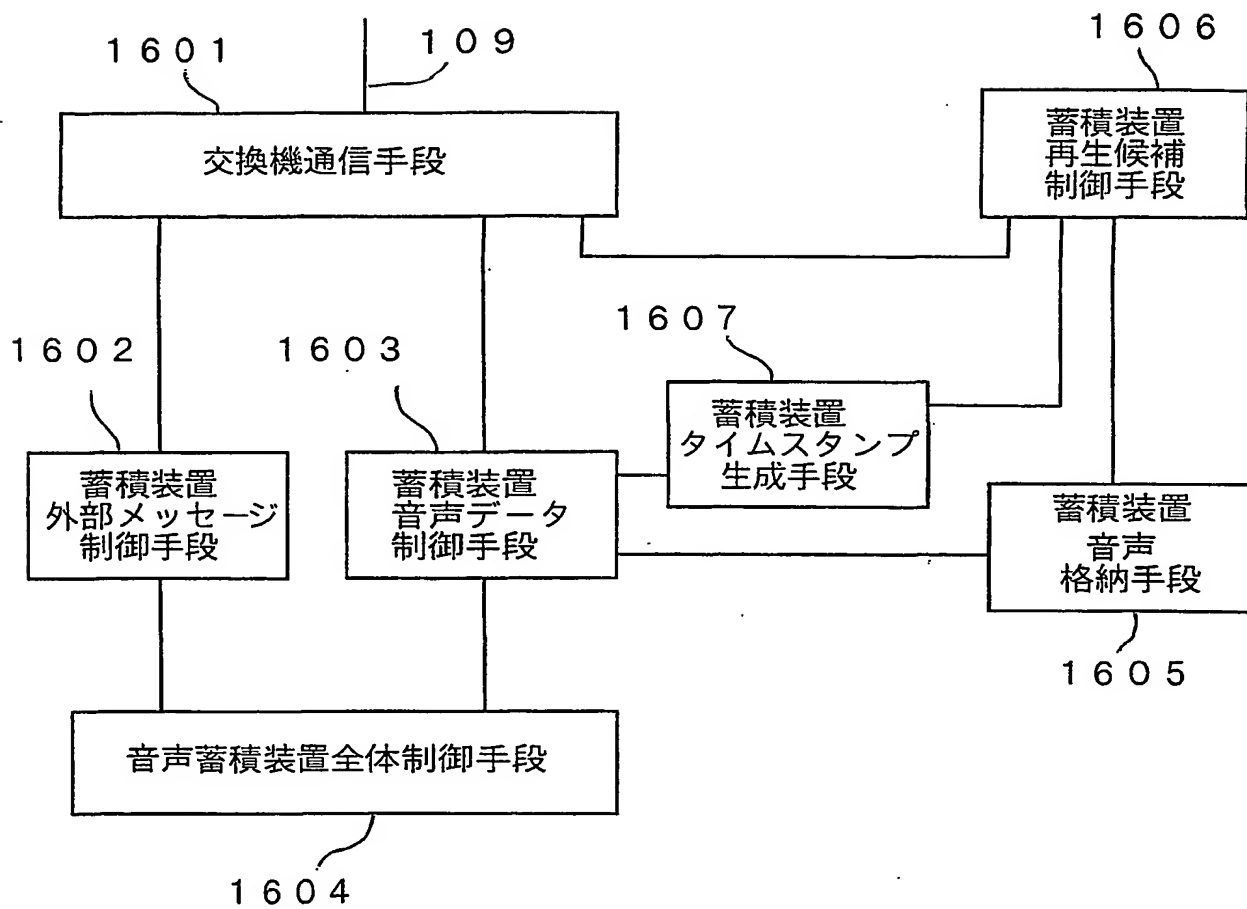 1601
109
1606
交換機通信手段
蓄積装置
再生候補
制御手段
1607
1602
1603
蓄積装置
タイムスタンプ
生成手段
蓄積装置
外部メッセージ
制御手段
蓄積装置
音声データ
制御手段
蓄積装置
音声
格納手段
1605
音声蓄積装置全体制御手段
1604